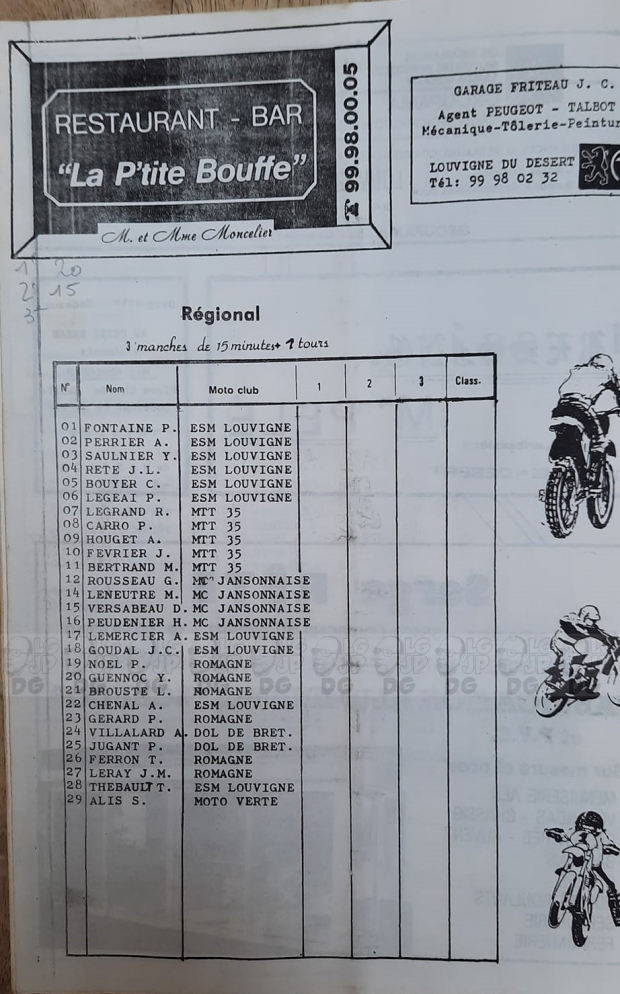 RESTAURANT - BAR
"La P'tite Bouffe"
☎ 99.98.00.05
M. et Mme Moncelier
GARAGE FRITEAU J. C.
Agent PEUGEOT - TALBOT
Mécanique-Tôlerie-Peintur
LOUVIGNE DU DESERT
Tél: 99 98 02 32
1 20
2 15
3
Régional
3 manches de 15 minutes + 1 tours
N° Nom Moto club 1 2 3 Class.
01 FONTAINE P. ESM LOUVIGNE
02 PERRIER A. ESM LOUVIGNE
03 SAULNIER Y. ESM LOUVIGNE
04 RETE J.L. ESM LOUVIGNE
05 BOUYER C. ESM LOUVIGNE
06 LEGEAI P. ESM LOUVIGNE
07 LEGRAND R. MTT 35
08 CARRO P. MTT 35
09 HOUGET A. MTT 35
10 FEVRIER J. MTT 35
11 BERTRAND M. MTT 35
12 ROUSSEAU G. MC JANSONNAISE
14 LENEUTRE M. MC JANSONNAISE
15 VERSABEAU D. MC JANSONNAISE
16 PEUDENIER H. MC JANSONNAISE
17 LEMERCIER A. ESM LOUVIGNE
18 GOUDAL J.C. ESM LOUVIGNE
19 NOEL P. ROMAGNE
20 GUENNOC Y. ROMAGNE
21 BROUSTE L. ROMAGNE
22 CHENAL A. ESM LOUVIGNE
23 GERARD P. ROMAGNE
24 VILLALARD A. DOL DE BRET.
25 JUGANT P. DOL DE BRET.
26 FERRON T. ROMAGNE
27 LERAY J.M. ROMAGNE
28 THEBAULT T. ESM LOUVIGNE
29 ALIS S. MOTO VERTE